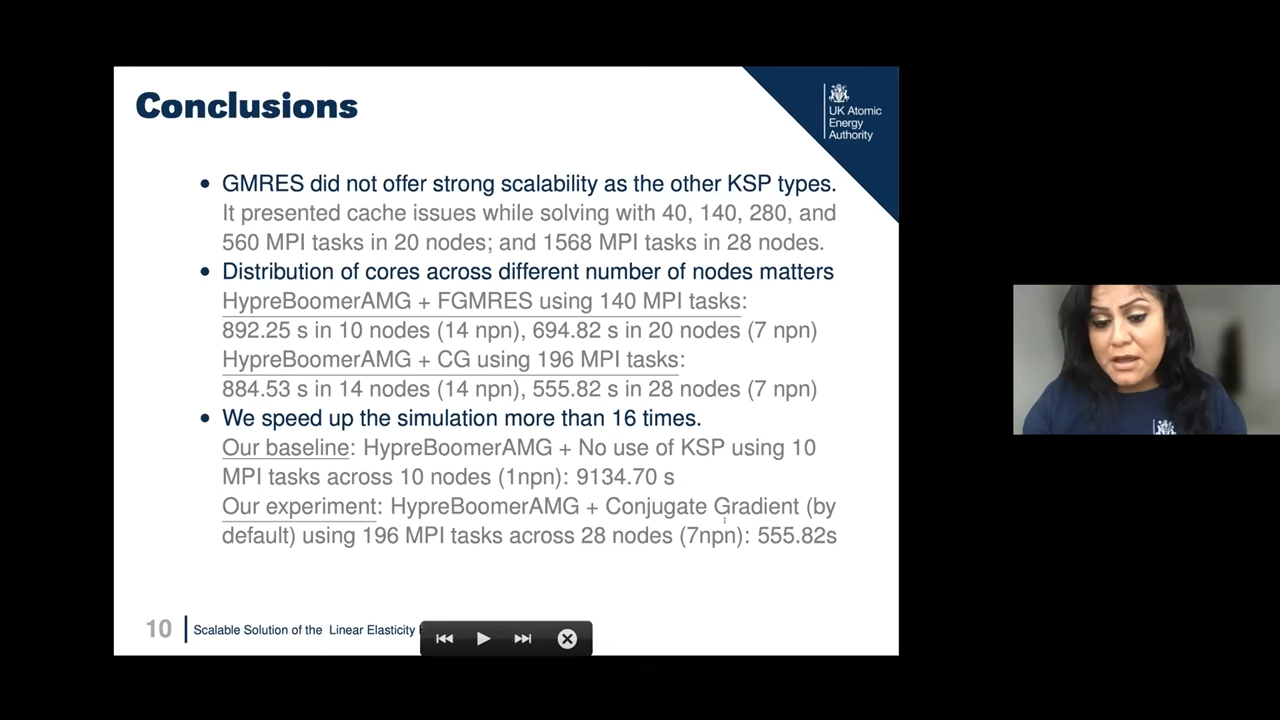 Conclusions
UK Atomic
Energy
Authority
• GMRES did not offer strong scalability as the other KSP types.
It presented cache issues while solving with 40, 140, 280, and
560 MPI tasks in 20 nodes; and 1568 MPI tasks in 28 nodes.
• Distribution of cores across different number of nodes matters
HypreBoomerAMG + FGMRES using 140 MPI tasks:
892.25 s in 10 nodes (14 npn), 694.82 s in 20 nodes (7 npn)
HypreBoomerAMG + CG using 196 MPI tasks:
884.53 s in 14 nodes (14 npn), 555.82 s in 28 nodes (7 npn)
• We speed up the simulation more than 16 times.
Our baseline: HypreBoomerAMG + No use of KSP using 10
MPI tasks across 10 nodes (1npn): 9134.70 s
Our experiment: HypreBoomerAMG + Conjugate Gradient (by
default) using 196 MPI tasks across 28 nodes (7npn): 555.82s
10 Scalable Solution of the Linear Elasticity